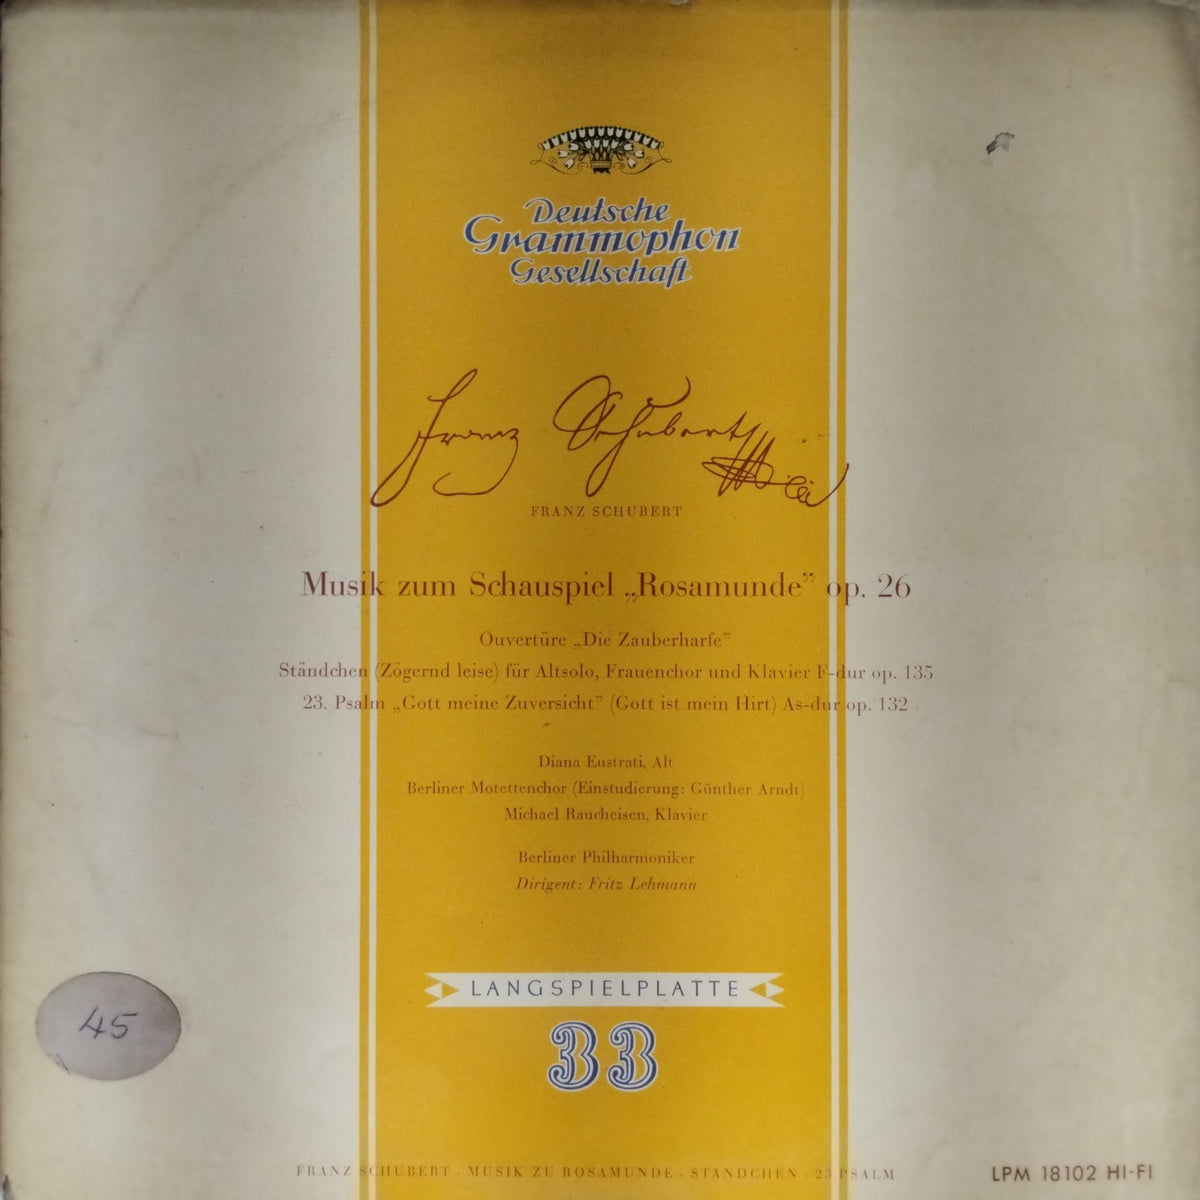 Deutsche
Grammophon
Gesellschaft
Franz Schubert
FRANZ SCHUBERT
Musik zum Schauspiel „Rosamunde” op. 26
Ouvertüre „Die Zauberharfe”
Ständchen (Zögernd leise) für Altsolo, Frauenchor und Klavier F-dur op. 135
23. Psalm „Gott meine Zuversicht” (Gott ist mein Hirt) As-dur op. 132
Diana Eustrati, Alt
Berliner Motettenchor (Einstudierung: Günther Arndt)
Michael Raucheisen, Klavier
Berliner Philharmoniker
Dirigent: Fritz Lehmann
LANGSPIELPLATTE
33
45
FRANZ SCHUBERT · MUSIK ZU ROSAMUNDE · STÄNDCHEN · 23. PSALM
LPM 18102 HI-FI